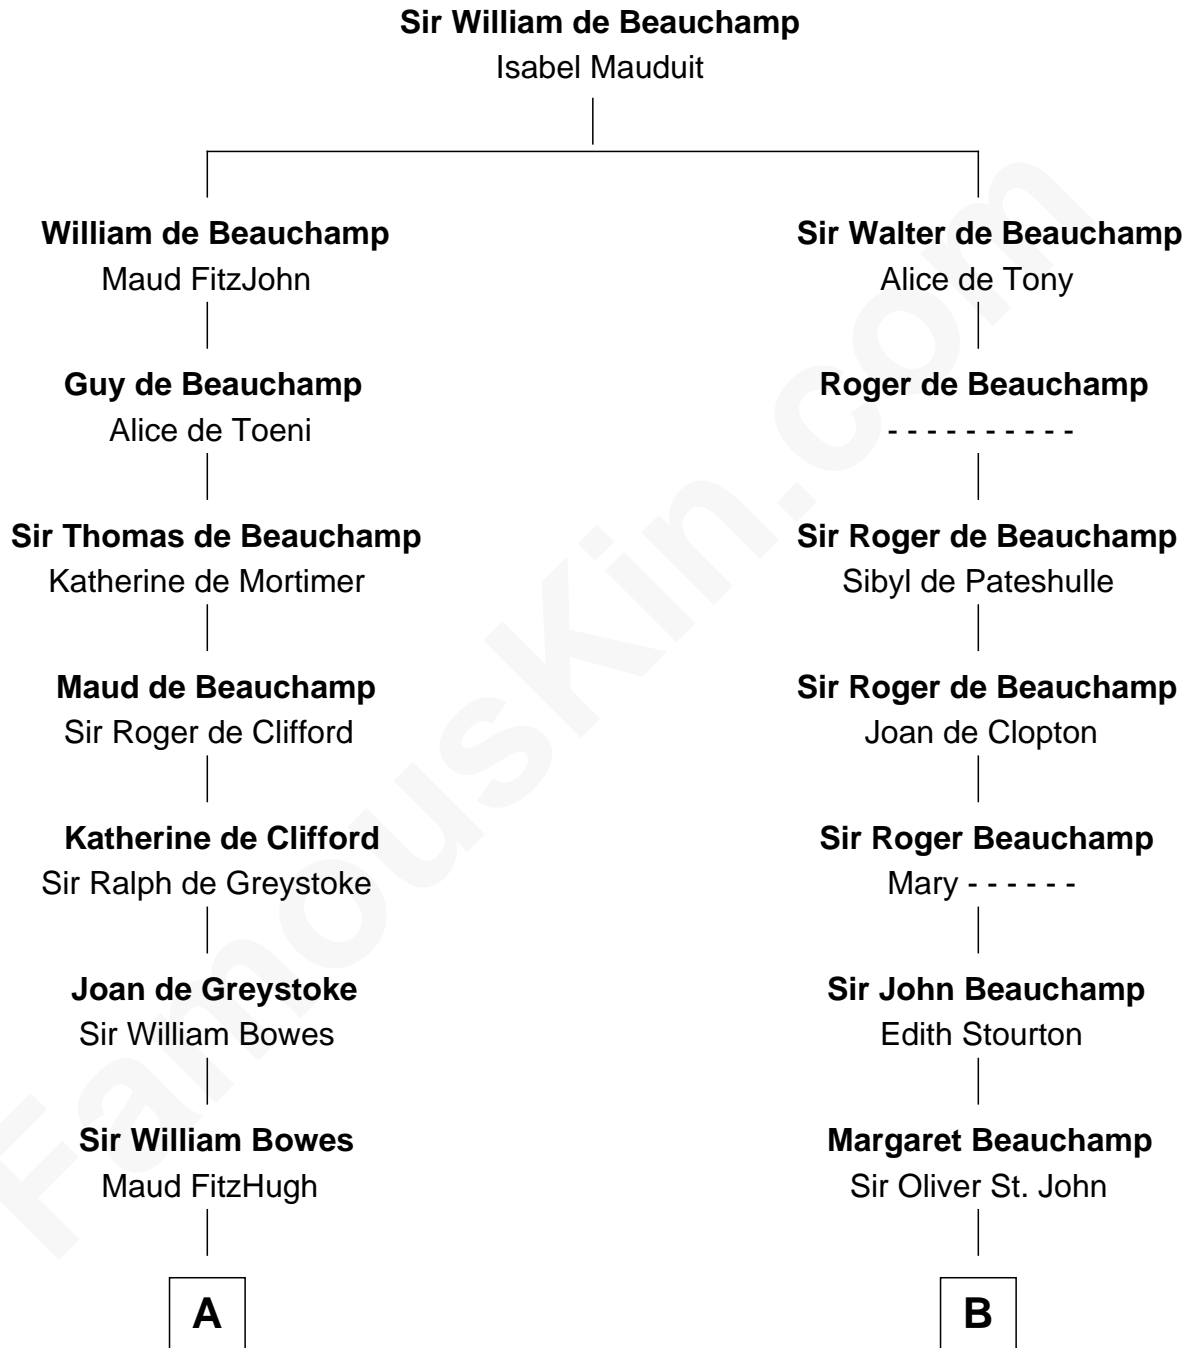 Sir William de Beauchamp
Isabel Mauduit
William de Beauchamp
Maud FitzJohn
Sir Walter de Beauchamp
Alice de Tony
Guy de Beauchamp
Alice de Toeni
Roger de Beauchamp
- - - - - - - - - -
Sir Thomas de Beauchamp
Katherine de Mortimer
Sir Roger de Beauchamp
Sibyl de Pateshulle
Maud de Beauchamp
Sir Roger de Clifford
Sir Roger de Beauchamp
Joan de Clopton
Katherine de Clifford
Sir Ralph de Greystoke
Sir Roger Beauchamp
Mary - - - - - -
Joan de Greystoke
Sir William Bowes
Sir John Beauchamp
Edith Stourton
Sir William Bowes
Maud FitzHugh
Margaret Beauchamp
Sir Oliver St. John
A
B
FamousKin.com